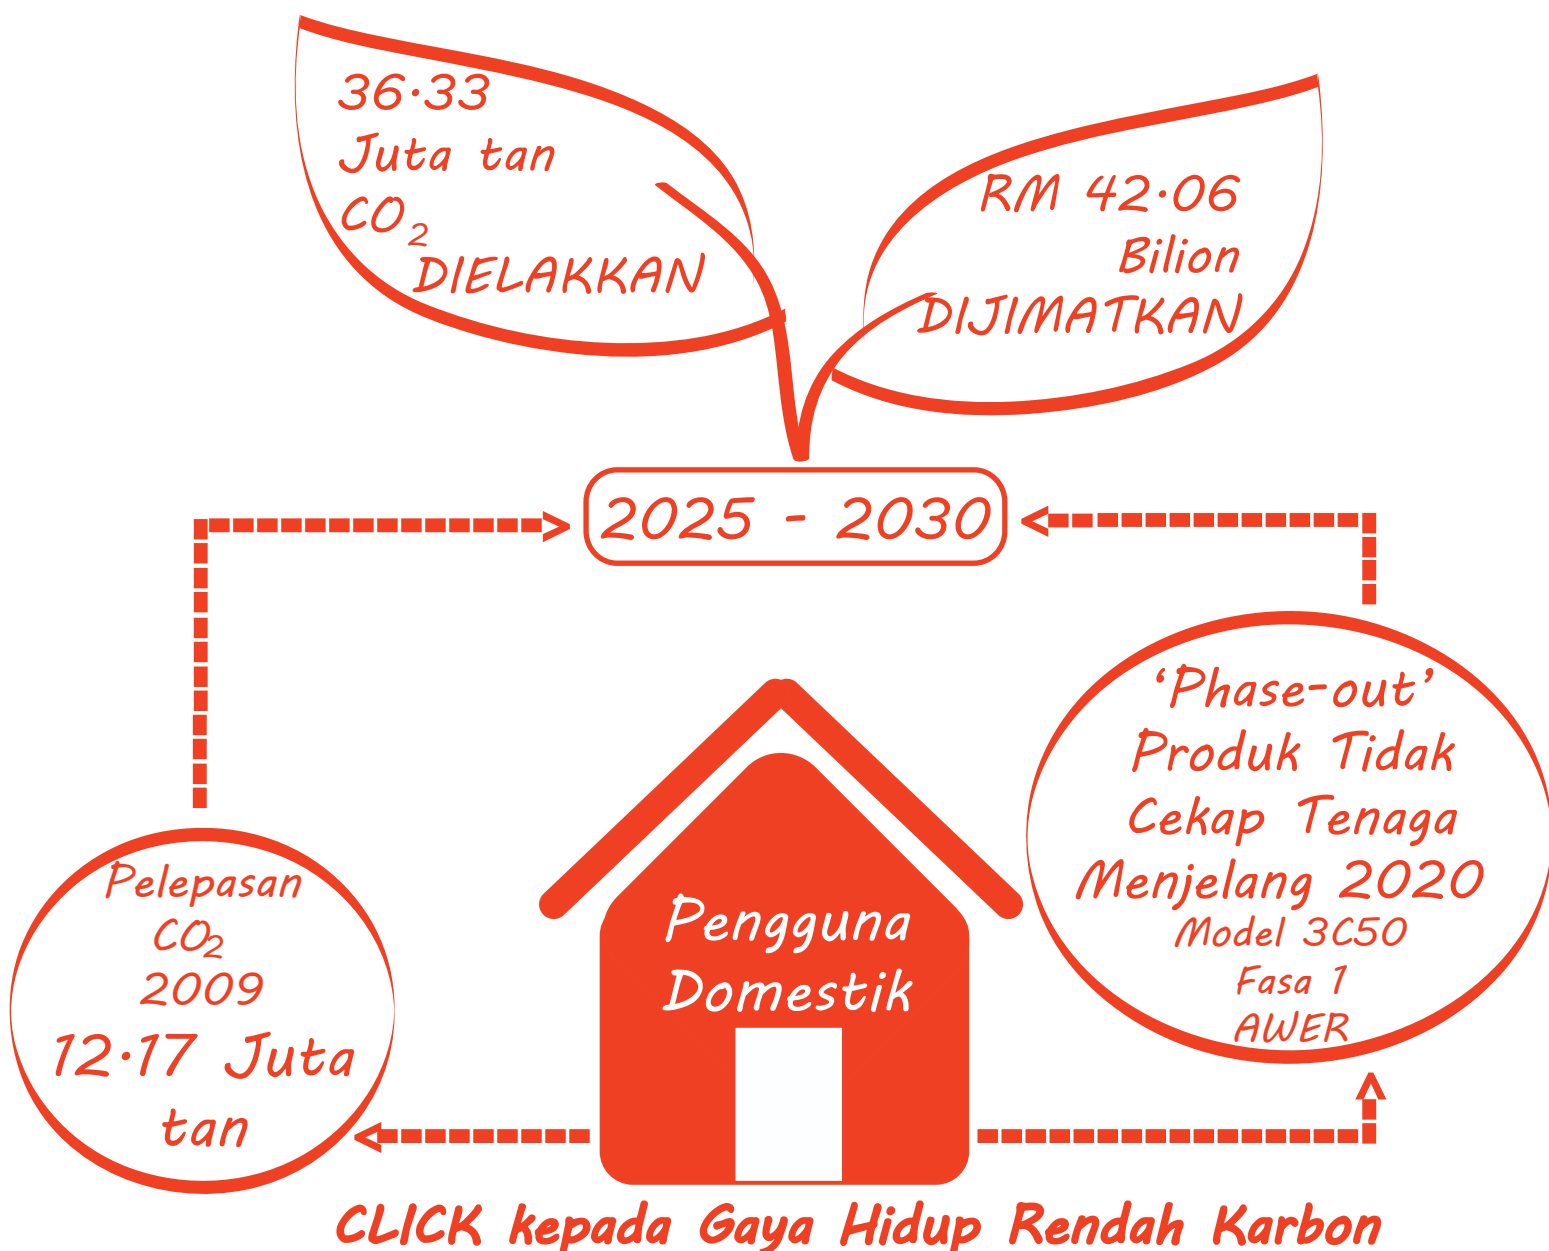 36.33
Juta tan
CO₂
DIELAKKAN
RM 42.06
Bilion
DIJIMATKAN
2025 - 2030
Pelepasan
CO₂
2009
12.17 Juta
tan
Pengguna
Domestik
‘Phase-out’
Produk Tidak
Cekap Tenaga
Menjelang 2020
Model 3C50
Fasa 1
AWER
CLICK kepada Gaya Hidup Rendah Karbon